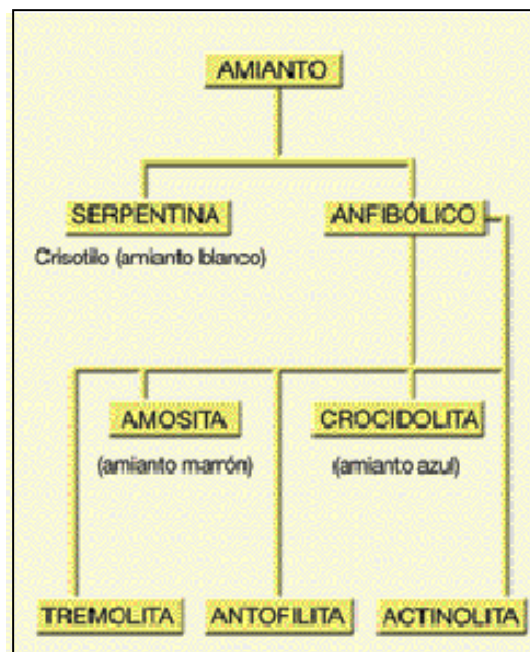 AMIANTO
SERPENTINA ANFIBÓLICO
Crisotilo (amianto blanco)
AMOSITA CROCIDOLITA
(amianto marrón) (amianto azul)
TREMOLITA ANTOFILITA ACTINOLITA